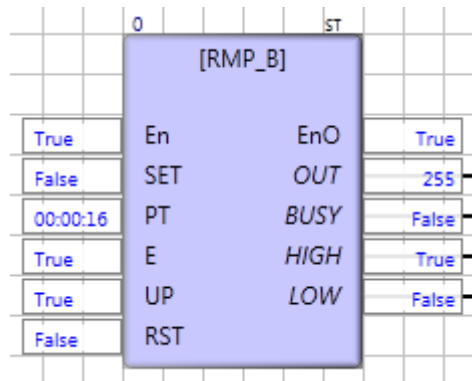 0 ST
[RMP_B]
True En EnO True
False SET OUT 255
00:00:16 PT BUSY False
True E HIGH True
True UP LOW False
False RST